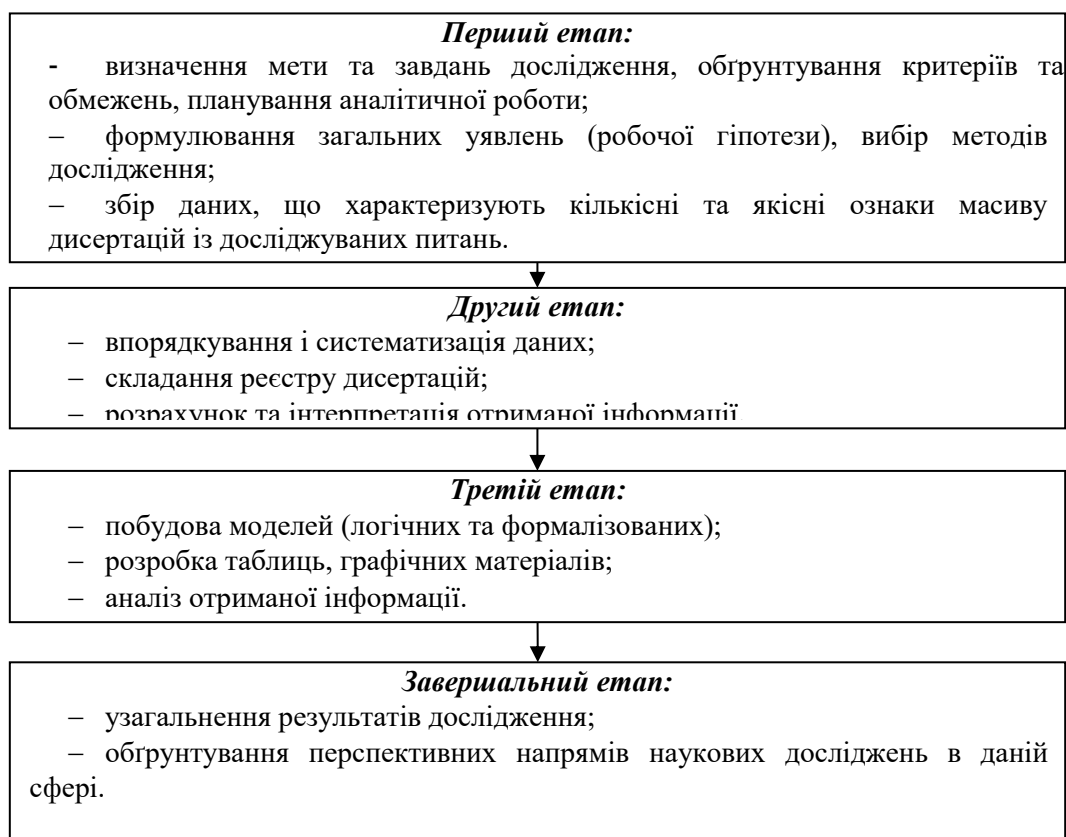 Перший етап:
- визначення мети та завдань дослідження, обґрунтування критеріїв та
обмежень, планування аналітичної роботи;
– формулювання загальних уявлень (робочої гіпотези), вибір методів
дослідження;
– збір даних, що характеризують кількісні та якісні ознаки масиву
дисертацій із досліджуваних питань.
Другий етап:
– впорядкування і систематизація даних;
– складання реєстру дисертацій;
– розрахунок та інтерпретація отриманої інформації
Третій етап:
– побудова моделей (логічних та формалізованих);
– розробка таблиць, графічних матеріалів;
– аналіз отриманої інформації.
Завершальний етап:
– узагальнення результатів дослідження;
– обґрунтування перспективних напрямів наукових досліджень в даній
сфері.